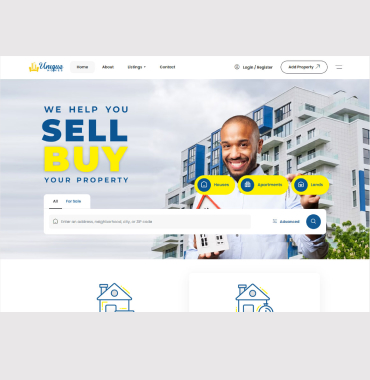 Uneque
Home About Listings Contact Login / Register Add Property
WE HELP YOU
SELL
BUY
YOUR PROPERTY
Houses Apartments Lands
All For Sale
Enter an address, neighborhood, city, or ZIP code Advanced